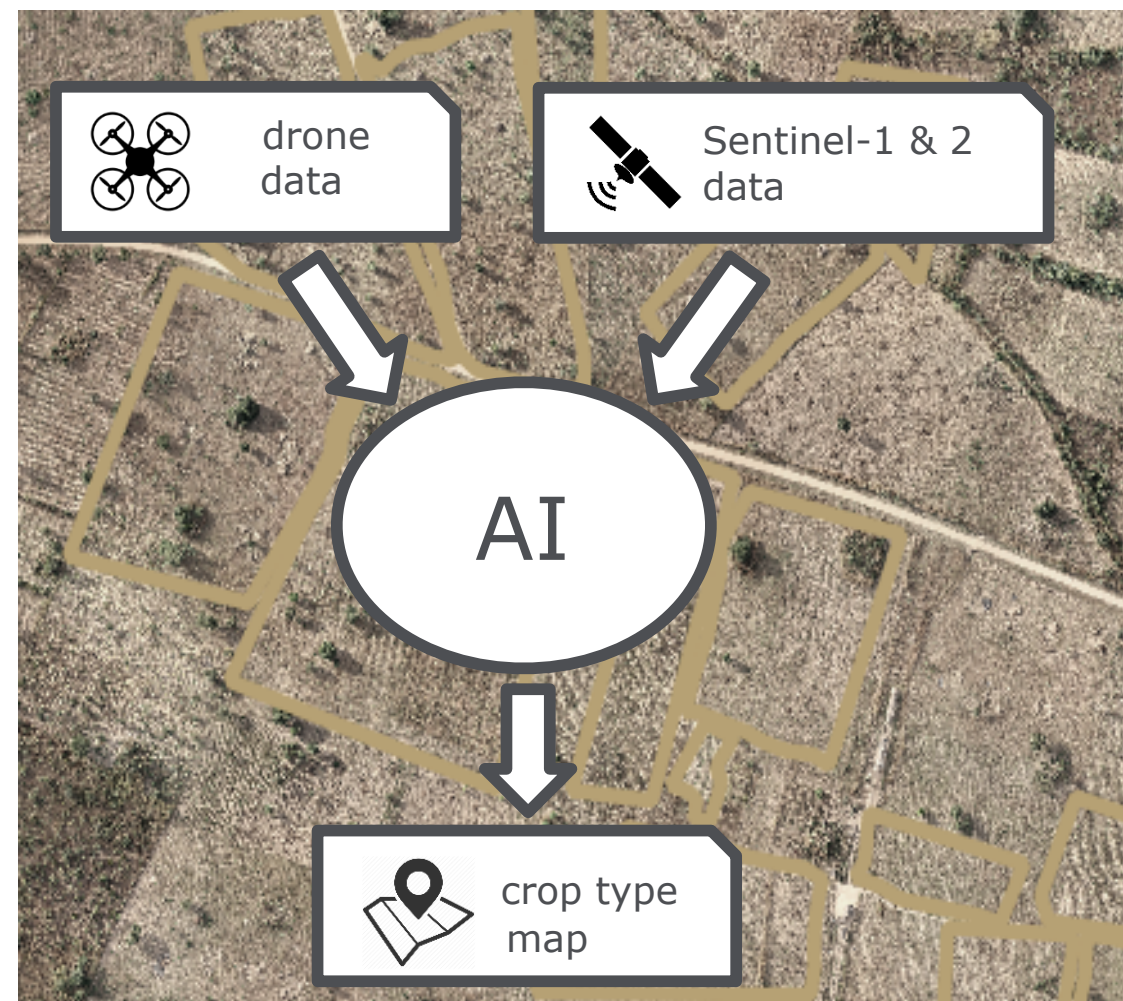 drone
data
Sentinel-1 & 2
data
AI
crop type
map